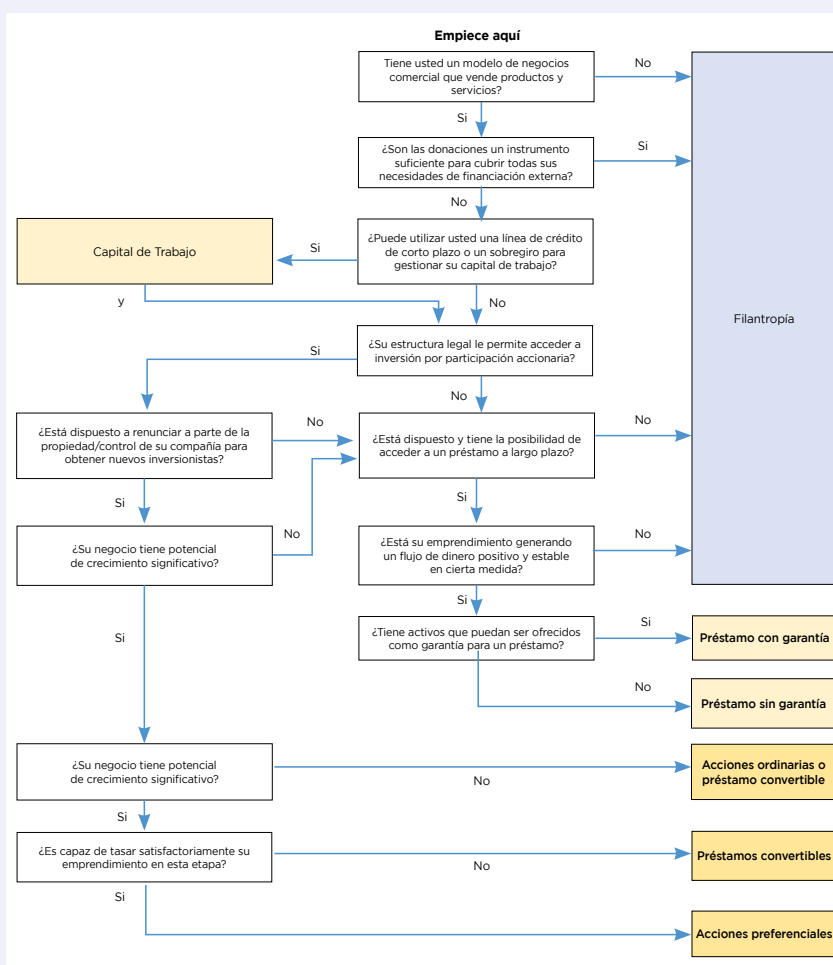 Empiece aquí
Tiene usted un modelo de negocios
comercial que vende productos y
servicios?
No
Si
¿Son las donaciones un instrumento
suficiente para cubrir todas sus
necesidades de financiación externa?
Si
No
Capital de Trabajo
Si
¿Puede utilizar usted una línea de crédito
de corto plazo o un sobregiro para
gestionar su capital de trabajo?
y
No
Filantropía
¿Su estructura legal le permite acceder a
inversión por participación accionaria?
Si
No
¿Está dispuesto a renunciar a parte de la
propiedad/control de su compañía para
obtener nuevos inversionistas?
No
¿Está dispuesto y tiene la posibilidad de
acceder a un préstamo a largo plazo?
No
Si
Si
¿Su negocio tiene potencial
de crecimiento significativo?
No
¿Está su emprendimiento generando
un flujo de dinero positivo y estable
en cierta medida?
No
Si
Si
¿Tiene activos que puedan ser ofrecidos
como garantía para un préstamo?
Si
Préstamo con garantía
No
Préstamo sin garantía
¿Su negocio tiene potencial
de crecimiento significativo?
No
Acciones ordinarias o
préstamo convertible
Si
¿Es capaz de tasar satisfactoriamente su
emprendimiento en esta etapa?
No
Préstamos convertibles
Si
Acciones preferenciales